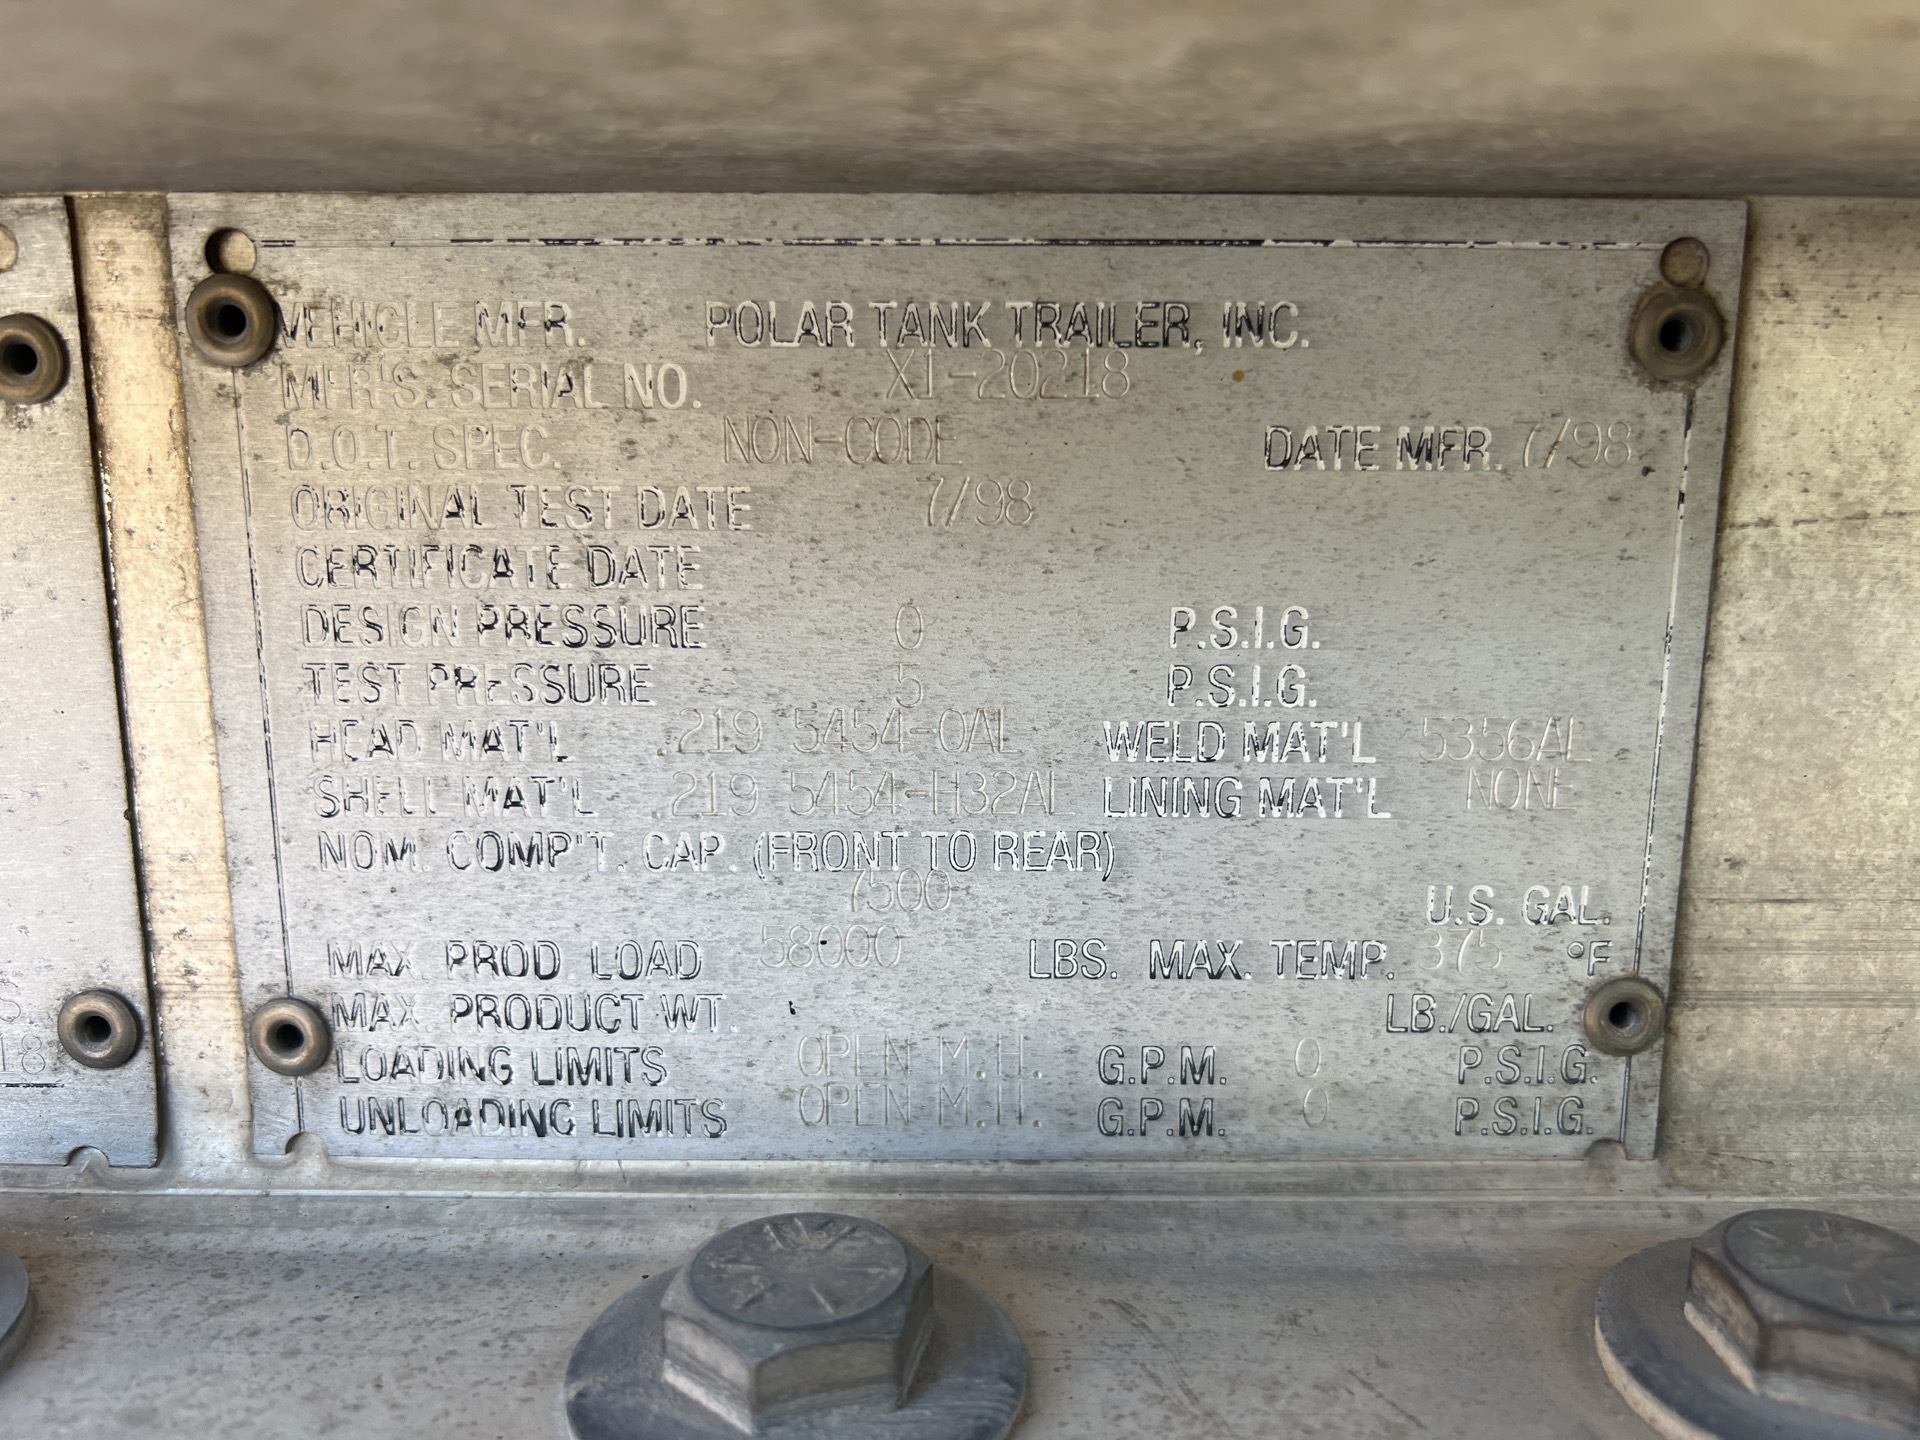 VEHICLE MFR. POLAR TANK TRAILER, INC.
MFR'S. SERIAL NO. X1-20218
D.O.T. SPEC. NON-CODE DATE MFR. 7/98
ORIGINAL TEST DATE 7/98
CERTIFICATE DATE
DESIGN PRESSURE 0 P.S.I.G.
TEST PRESSURE 5 P.S.I.G.
HEAD MAT'L .219 5454-OAL WELD MAT'L 5356AL
SHELL MAT'L .219 5454-H32AL LINING MAT'L NONE
NOM. COMP'T. CAP. (FRONT TO REAR)
7500 U.S. GAL.
MAX. PROD. LOAD 58000 LBS. MAX. TEMP. 375 °F
MAX. PRODUCT WT. LB./GAL.
LOADING LIMITS OPEN M.H. G.P.M. 0 P.S.I.G.
UNLOADING LIMITS OPEN M.H. G.P.M. 0 P.S.I.G.
S
18